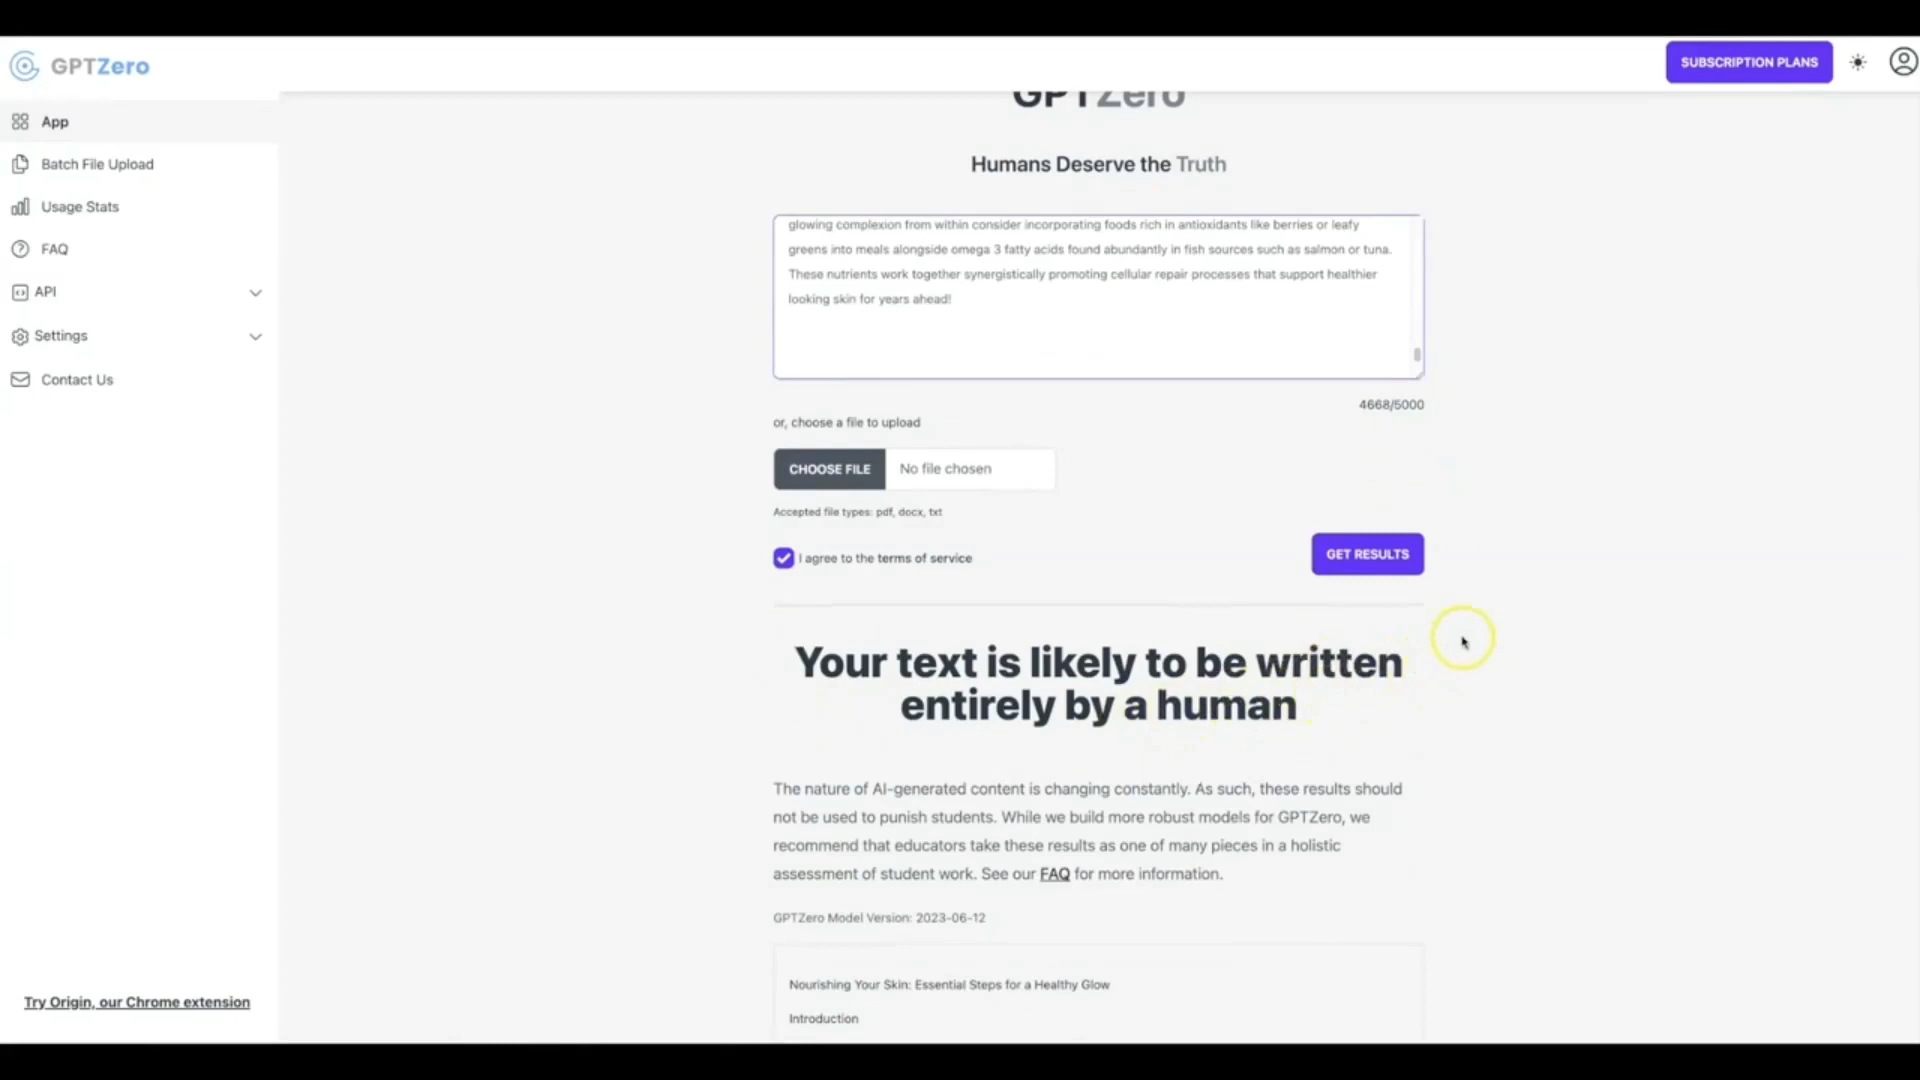 GPTZero
SUBSCRIPTION PLANS
App
Batch File Upload
Usage Stats
FAQ
API
Settings
Contact Us
Try Origin, our Chrome extension
GPTZero
Humans Deserve the Truth
glowing complexion from within consider incorporating foods rich in antioxidants like berries or leafy
greens into meals alongside omega 3 fatty acids found abundantly in fish sources such as salmon or tuna.
These nutrients work together synergistically promoting cellular repair processes that support healthier
looking skin for years ahead!
4668/5000
or, choose a file to upload
CHOOSE FILE No file chosen
Accepted file types: pdf, docx, txt
I agree to the terms of service
GET RESULTS
Your text is likely to be written
entirely by a human
The nature of AI-generated content is changing constantly. As such, these results should
not be used to punish students. While we build more robust models for GPTZero, we
recommend that educators take these results as one of many pieces in a holistic
assessment of student work. See our FAQ for more information.
GPTZero Model Version: 2023-06-12
Nourishing Your Skin: Essential Steps for a Healthy Glow
Introduction